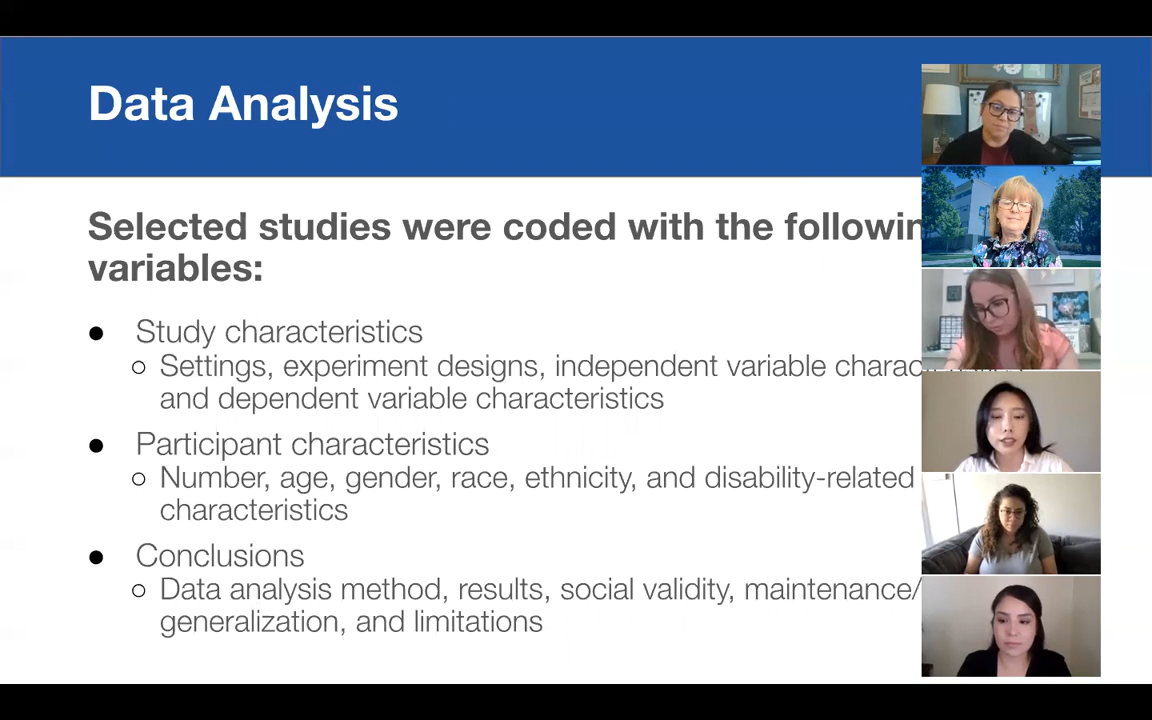 Data Analysis
Selected studies were coded with the followin
variables:
● Study characteristics
○ Settings, experiment designs, independent variable charac
and dependent variable characteristics
● Participant characteristics
○ Number, age, gender, race, ethnicity, and disability-related
characteristics
● Conclusions
○ Data analysis method, results, social validity, maintenance/
generalization, and limitations